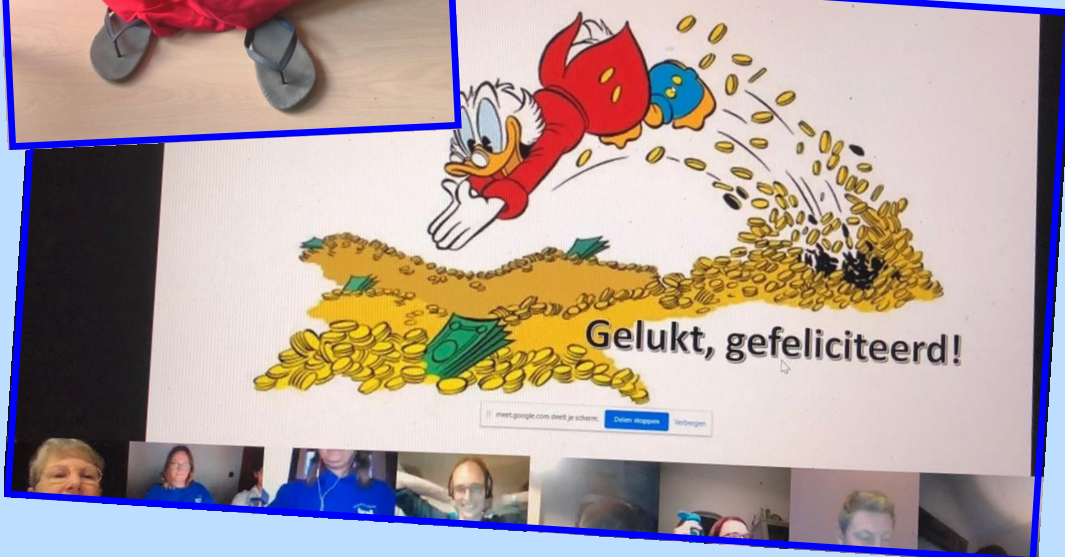 Gelukt, gefeliciteerd!
meet.google.com deelt je scherm.
Delen stoppen
Verbergen